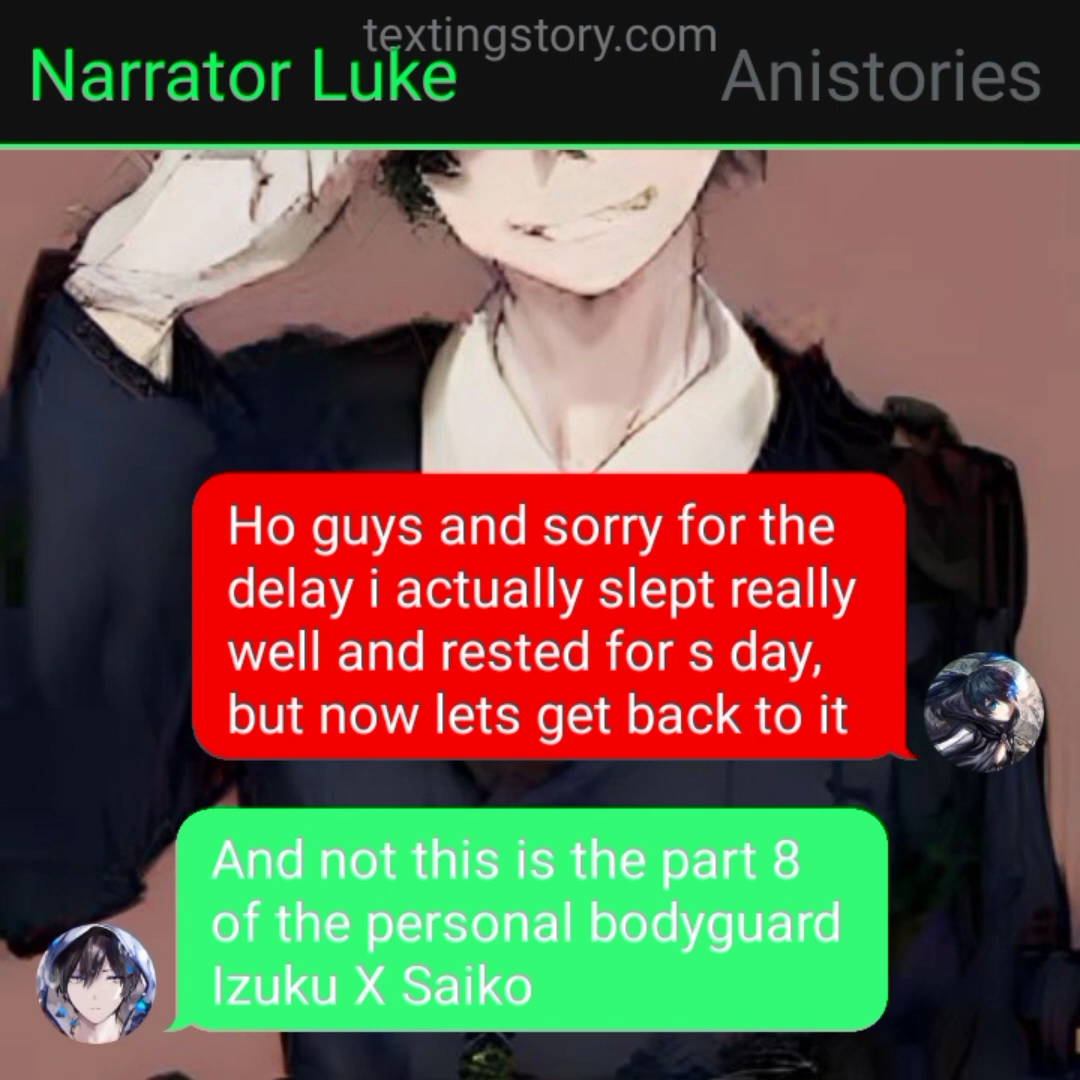 textingstory.com
Narrator Luke
Anistories
Ho guys and sorry for the
delay i actually slept really
well and rested for s day,
but now lets get back to it
And not this is the part 8
of the personal bodyguard
Izuku X Saiko